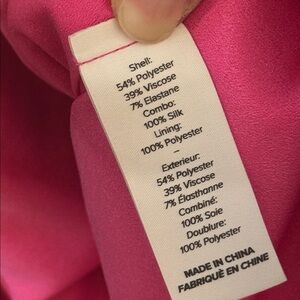 Shell:
54% Polyester
39% Viscose
7% Elastane
Combo:
100% Silk
Lining:
100% Polyester
–
Exterieur:
54% Polyester
39% Viscose
7% Élasthanne
Combiné:
100% Soie
Doublure:
100% Polyester
MADE IN CHINA
FABRIQUÉ EN CHINE